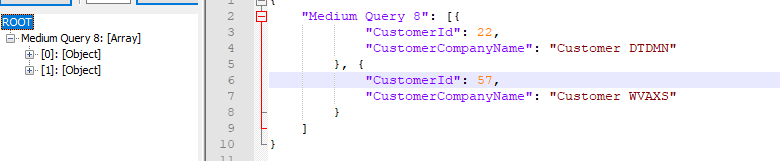 ROOT
Medium Query 8: [Array]
[0]: [Object]
[1]: [Object]
1 {
2 "Medium Query 8": [{
3 "CustomerId": 22,
4 "CustomerCompanyName": "Customer DTDMN"
5 }, {
6 "CustomerId": 57,
7 "CustomerCompanyName": "Customer WVAXS"
8 }
9 ]
10 }
11